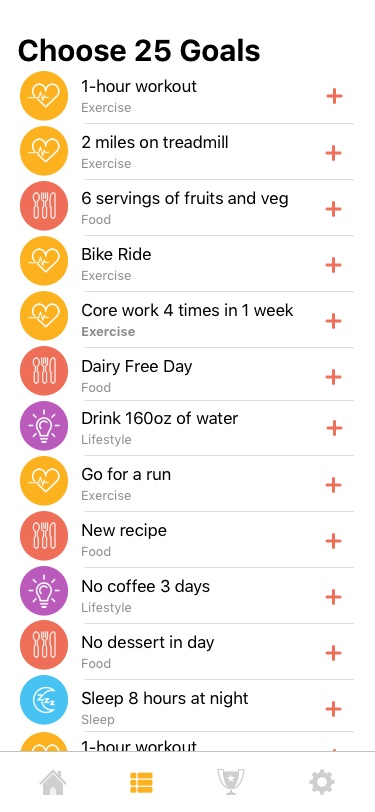 Choose 25 Goals
1-hour workout
Exercise
2 miles on treadmill
Exercise
6 servings of fruits and veg
Food
Bike Ride
Exercise
Core work 4 times in 1 week
Exercise
Dairy Free Day
Food
Drink 160oz of water
Lifestyle
Go for a run
Exercise
New recipe
Food
No coffee 3 days
Lifestyle
No dessert in day
Food
Sleep 8 hours at night
Sleep
1-hour workout